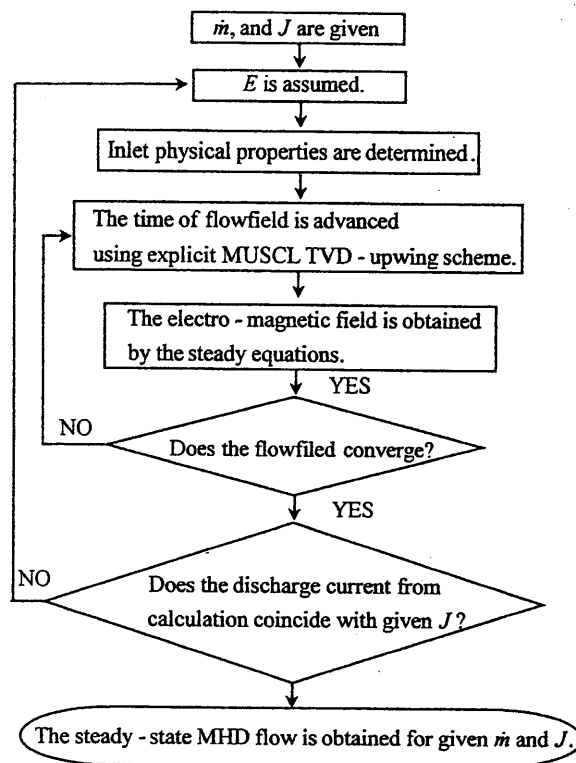 ṁ, and J are given
E is assumed.
Inlet physical properties are determined.
The time of flowfield is advanced
using explicit MUSCL TVD - upwing scheme.
The electro - magnetic field is obtained
by the steady equations.
YES
NO
Does the flowfiled converge?
YES
NO
Does the discharge current from
calculation coincide with given J ?
The steady - state MHD flow is obtained for given ṁ and J.